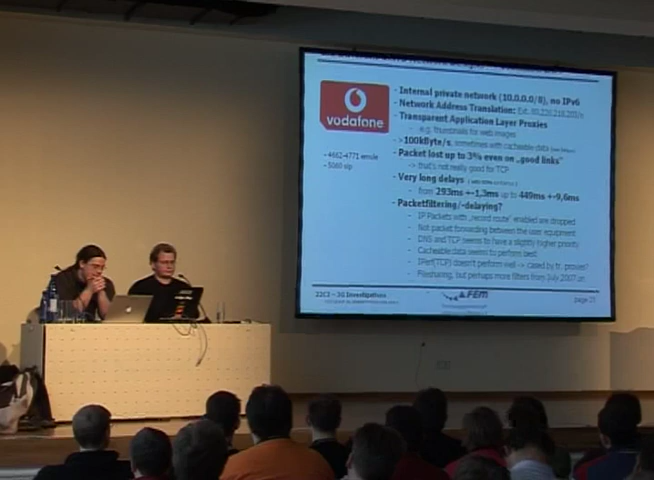 vodafone
- 4662-4771 emule
- 5060 sip
- Internal private network (10.0.0.0/8), no IPv6
- Network Address Translation:
- Transparent Application Layer Proxies
- e.g. thumbnails for web images
- >100kByte/s, sometimes with cacheable data
- Packet lost up to 3% even on „good links"
-> that's not really good for TCP
- Very long delays
- from 293ms +-1,3ms up to 449ms +-9,6ms
- Packetfiltering/-delaying?
- IP Packets with „record route" enabled are dropped
- Not packet forwarding between the user equipment
- DNS and TCP seems to have a slightly higher priority
- Cacheable data seems to perform best
- IPerf(TCP) doesn't perform well -> cased by tr. proxies?
- Filesharing, but perhaps more filters from July 2007 on
22C3 - 3G Investigations
FEM
page 21